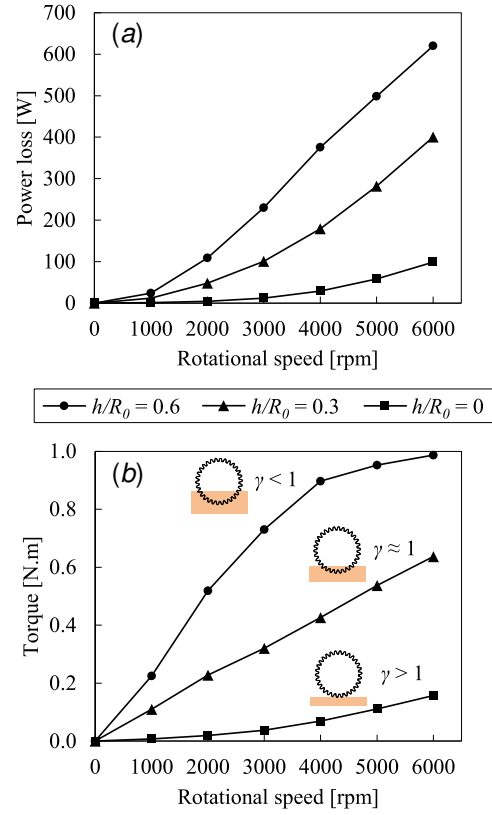 (a)
Power loss [W]
700
600
500
400
300
200
100
0
0 1000 2000 3000 4000 5000 6000
Rotational speed [rpm]
h/R₀ = 0.6 h/R₀ = 0.3 h/R₀ = 0
(b)
Torque [N.m]
1.0
0.8
0.6
0.4
0.2
0.0
γ < 1
γ ≈ 1
γ > 1
0 1000 2000 3000 4000 5000 6000
Rotational speed [rpm]